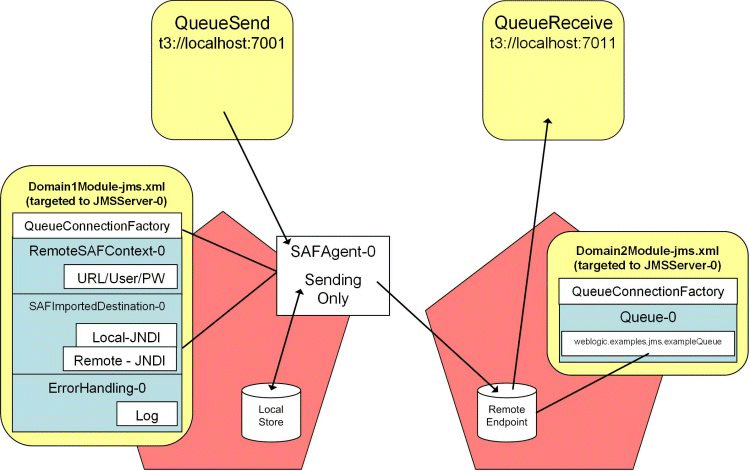 QueueSend
t3://localhost:7001
QueueReceive
t3://localhost:7011
Domain1Module-jms.xml
(targeted to JMSServer-0)
QueueConnectionFactory
RemoteSAFContext-0
URL/User/PW
SAFImportedDestination-0
Local-JNDI
Remote - JNDI
ErrorHandling-0
Log
SAFAgent-0
Sending
Only
Local
Store
Remote
Endpoint
Domain2Module-jms.xml
(targeted to JMSServer-0)
QueueConnectionFactory
Queue-0
weblogic.examples.jms.exampleQueue